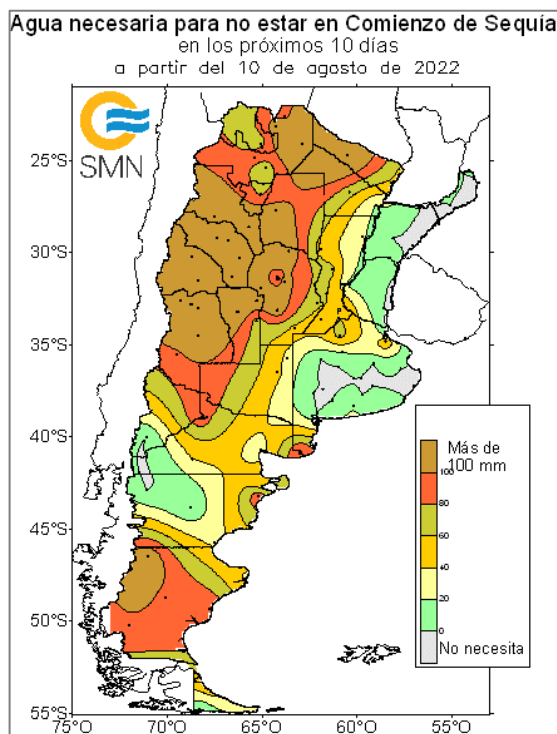 Agua necesaria para no estar en Comienzo de Sequía
en los próximos 10 días
a partir del 10 de agosto de 2022
SMN
25°S
30°S
35°S
40°S
45°S
50°S
55°S
75°O
70°O
65°O
60°O
55°O
Más de
100 mm
100
80
60
40
20
0
No necesita